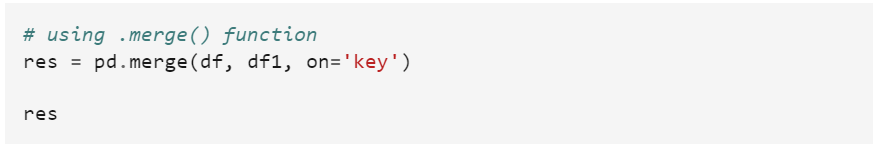 # using .merge() function
res = pd.merge(df, df1, on='key')
res